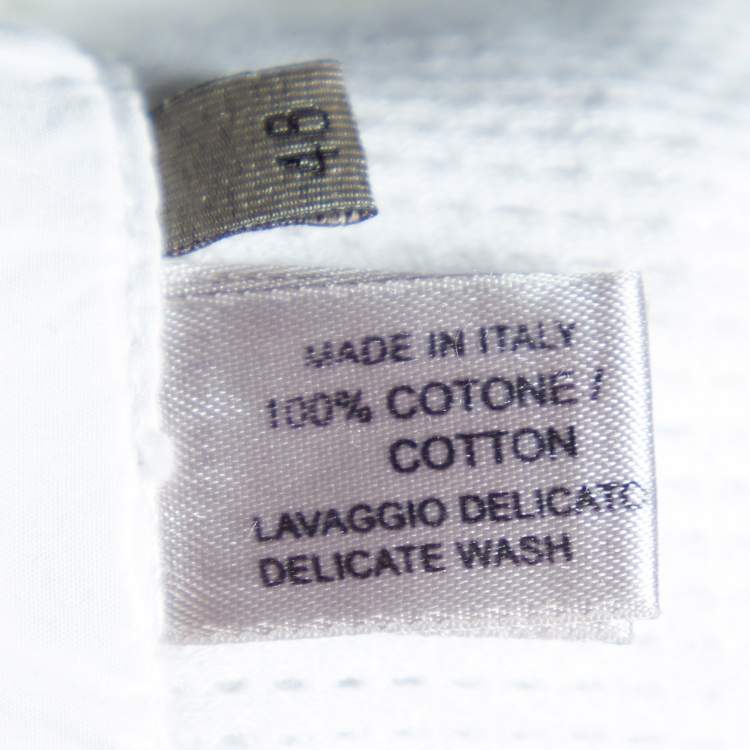 48
MADE IN ITALY
100% COTONE /
COTTON
LAVAGGIO DELICATO
DELICATE WASH